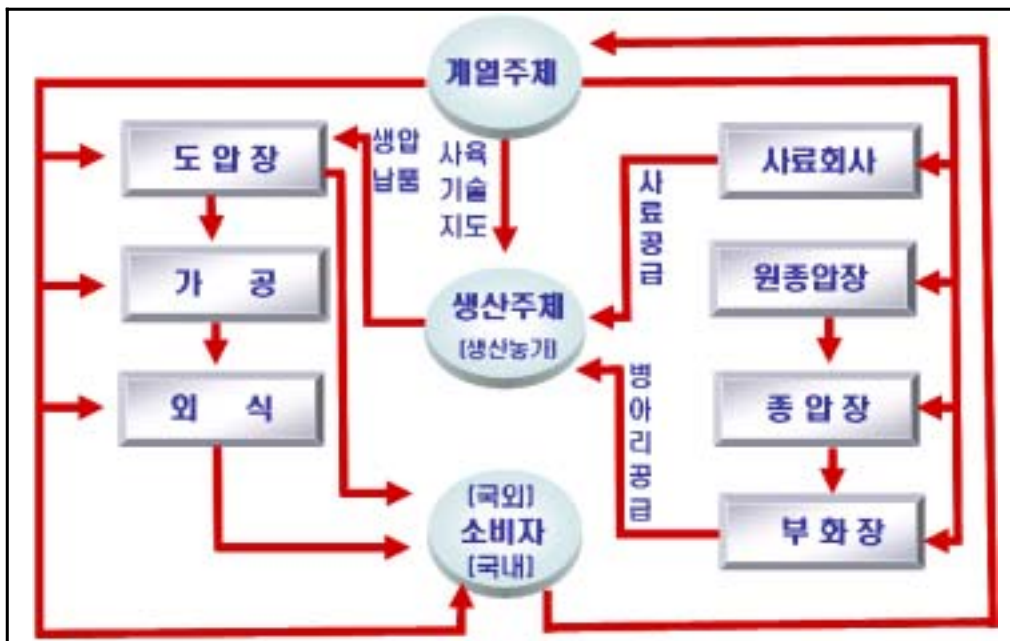 계열주체
도 압 장
생압
납품
사육
기술
지도
사료회사
사
료
공
급
가 공
생산주체
(생산농가)
원종압장
외 식
병
아
리
공
급
종 압 장
[국외]
소비자
[국내]
부 화 장